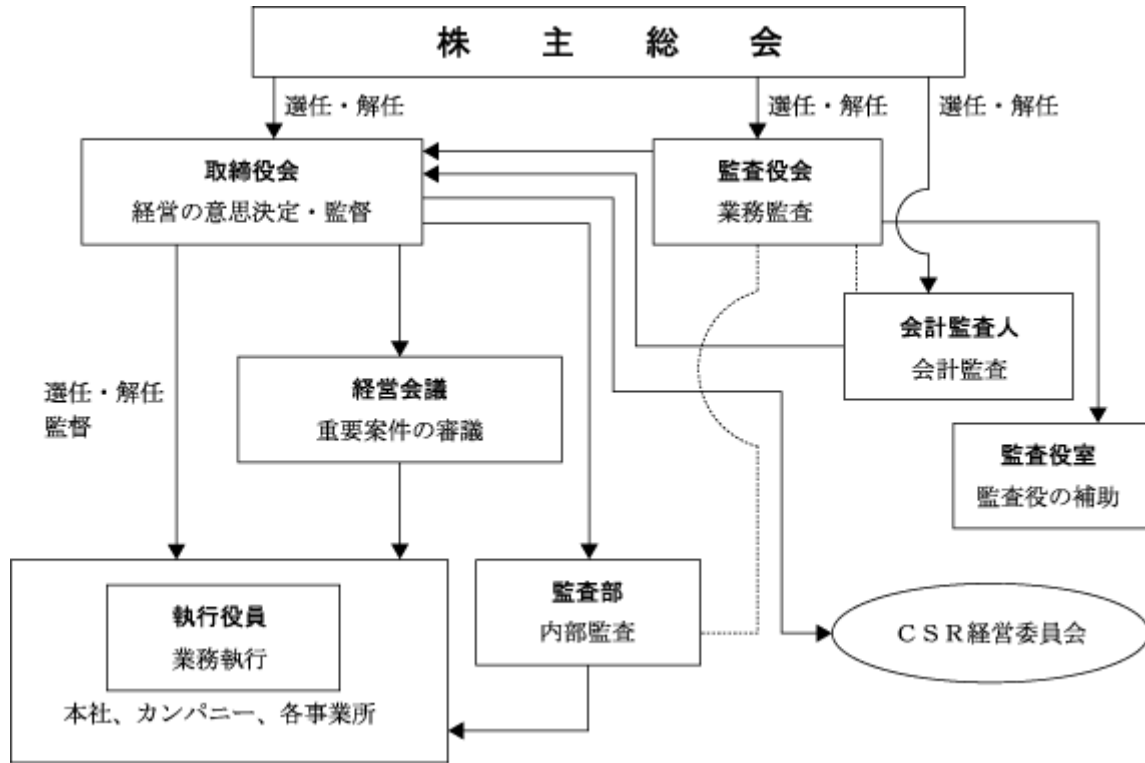 株主総会
選任・解任
選任・解任
選任・解任
取締役会
経営の意思決定・監督
監査役会
業務監査
会計監査人
会計監査
経営会議
重要案件の審議
選任・解任
監督
監査役室
監査役の補助
執行役員
業務執行
本社、カンパニー、各事業所
監査部
内部監査
ＣＳＲ経営委員会